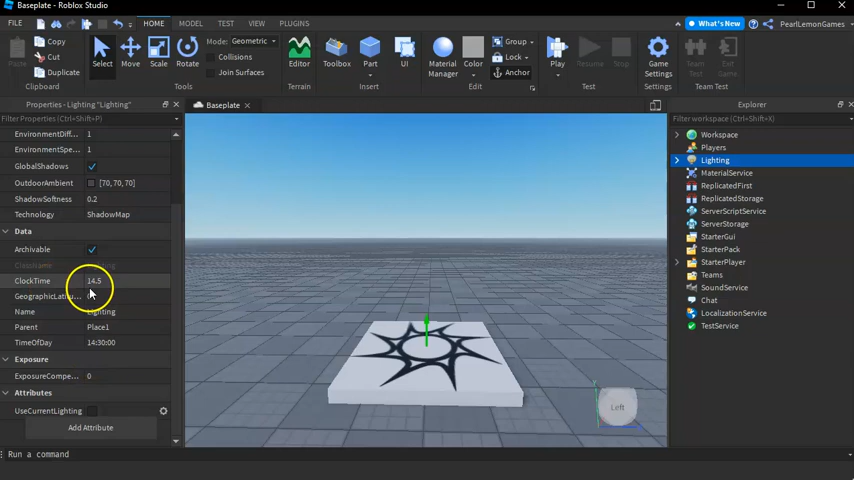 Baseplate - Roblox Studio
FILE
HOME MODEL TEST VIEW PLUGINS
What's New
PearlLemonGames
Paste
Copy
Cut
Duplicate
Clipboard
Select Move Scale Rotate
Mode: Geometric
Collisions
Join Surfaces
Tools
Editor
Terrain
Toolbox Part UI
Insert
Material Manager
Color
Group
Lock
Anchor
Edit
Play Resume Stop
Test
Game Settings
Settings
Team Test
Exit Game
Team Test
Properties - Lighting "Lighting"
Filter Properties (Ctrl+Shift+P)
EnvironmentDiff... 1
EnvironmentSpe... 1
GlobalShadows
OutdoorAmbient [70, 70, 70]
ShadowSoftness 0.2
Technology ShadowMap
Data
Archivable
ClassName
ClockTime 14.5
GeographicLatitu...
Name Lighting
Parent Place1
TimeOfDay 14:30:00
Exposure
ExposureCompe... 0
Attributes
UseCurrentLighting
Add Attribute
Baseplate
Left
Explorer
Filter workspace (Ctrl+Shift+X)
Workspace
Players
Lighting
MaterialService
ReplicatedFirst
ReplicatedStorage
ServerScriptService
ServerStorage
StarterGui
StarterPack
StarterPlayer
Teams
SoundService
Chat
LocalizationService
TestService
Run a command